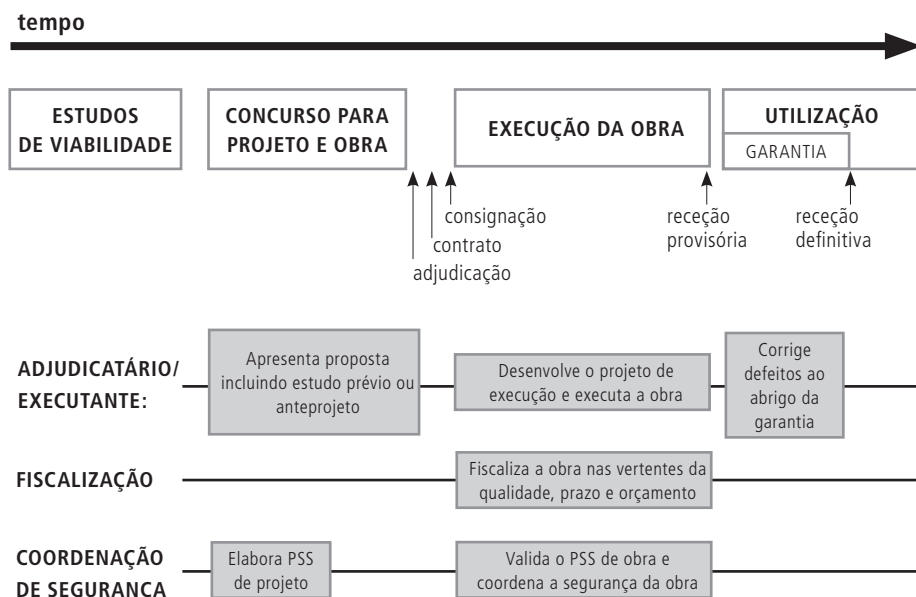 tempo
ESTUDOS
DE VIABILIDADE
CONCURSO PARA
PROJETO E OBRA
EXECUÇÃO DA OBRA
UTILIZAÇÃO
GARANTIA
consignação
contrato
adjudicação
receção
provisória
receção
definitiva
ADJUDICATÁRIO/
EXECUTANTE:
Apresenta proposta
incluindo estudo prévio ou
anteprojeto
Desenvolve o projeto de
execução e executa a obra
Corrige
defeitos ao
abrigo da
garantia
FISCALIZAÇÃO
Fiscaliza a obra nas vertentes da
qualidade, prazo e orçamento
COORDENAÇÃO
DE SEGURANÇA
Elabora PSS
de projeto
Valida o PSS de obra e
coordena a segurança da obra